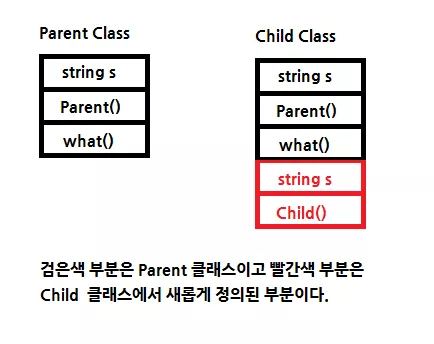 Parent Class
string s
Parent()
what()
Child Class
string s
Parent()
what()
string s
Child()
검은색 부분은 Parent 클래스이고 빨간색 부분은
Child 클래스에서 새롭게 정의된 부분이다.